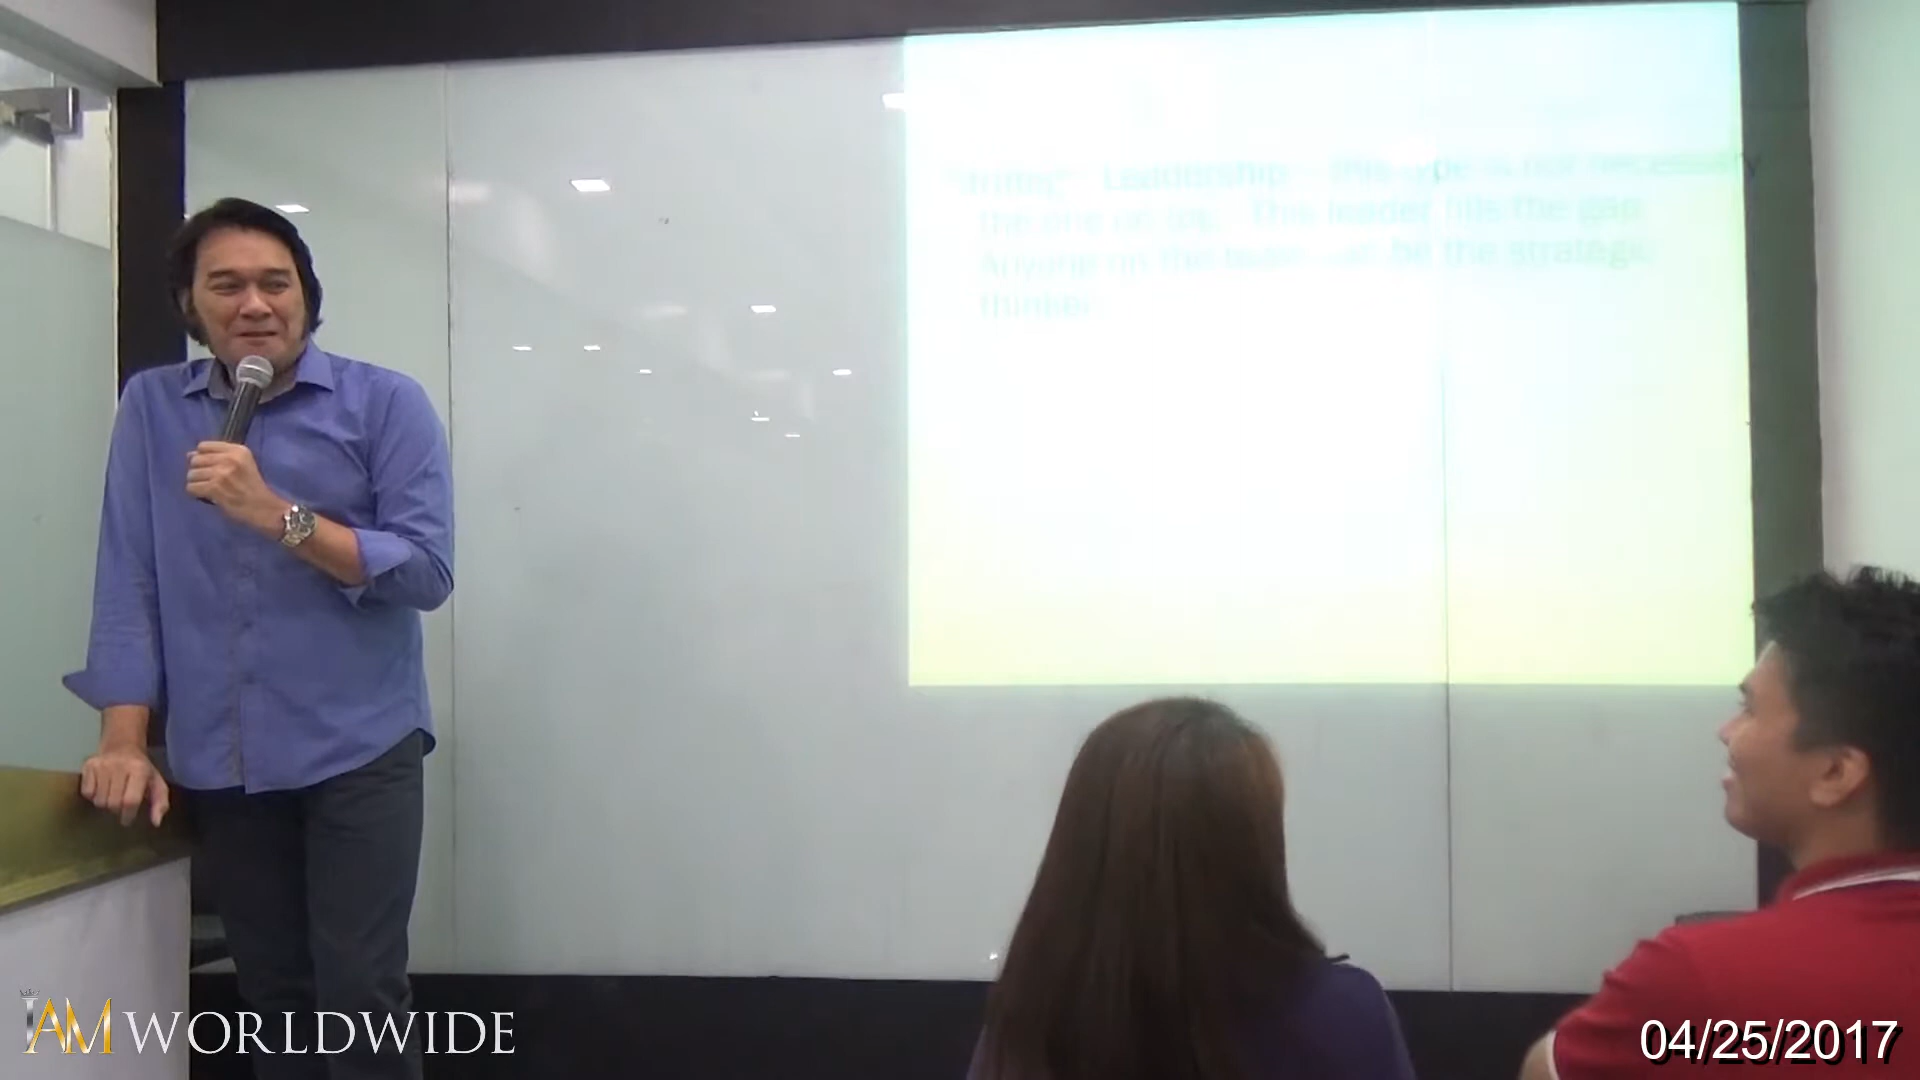 Leadership This type is not necessary
the one on top. This leader fills the gap.
Anyone on the team can be the strategic
thinker.
IAM WORLDWIDE
04/25/2017